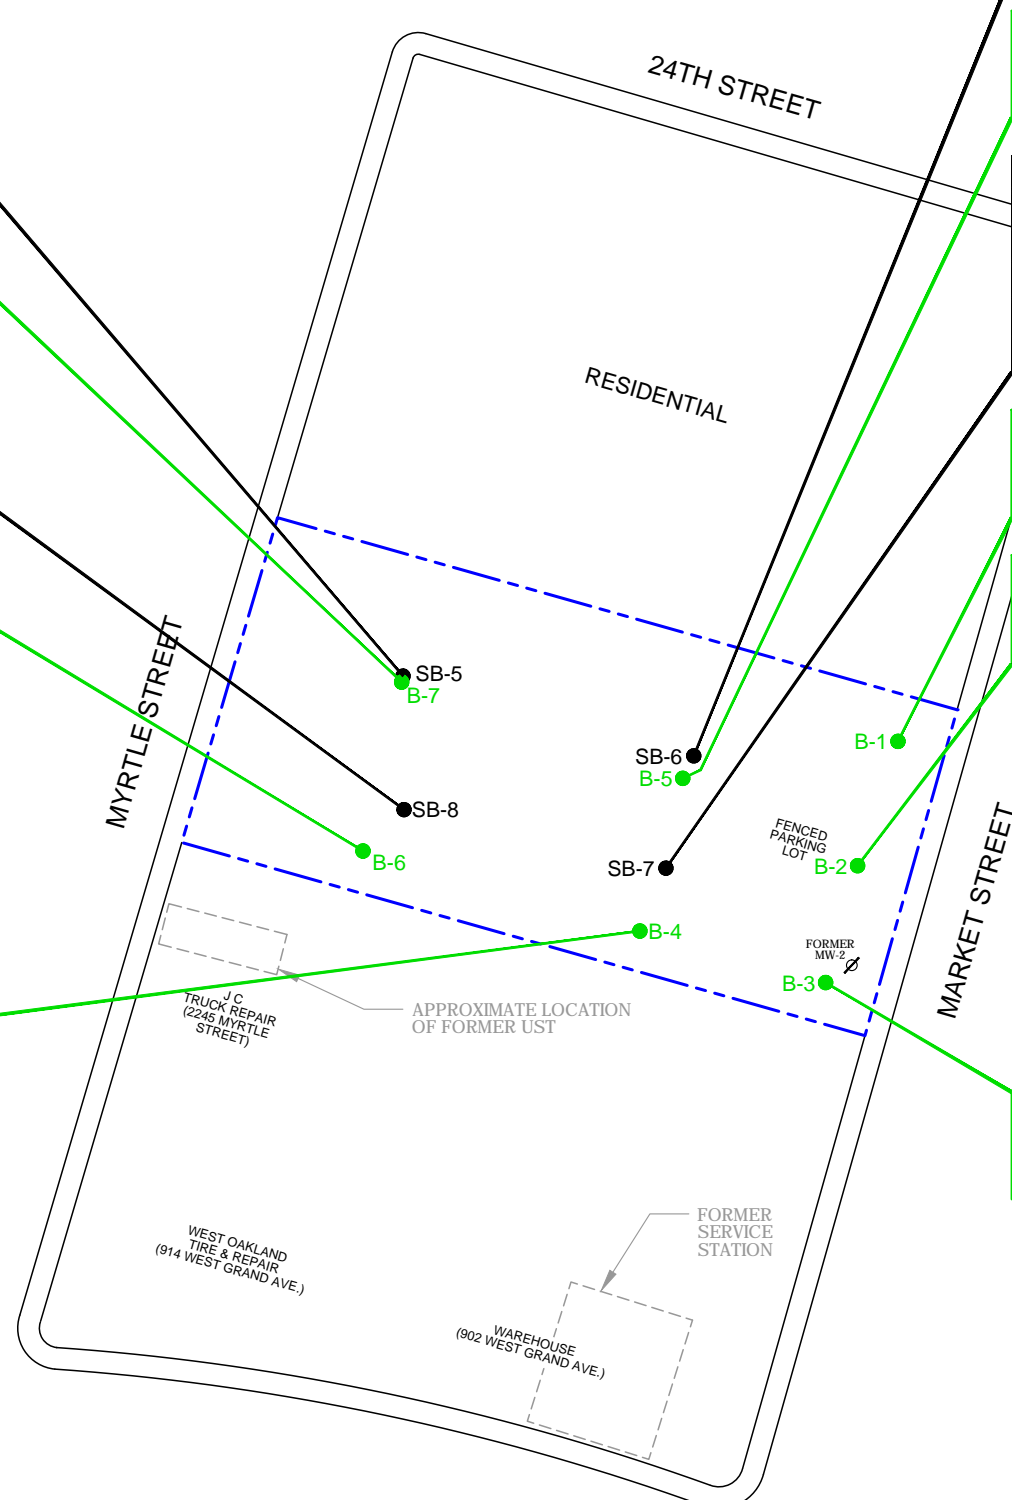 24TH STREET
RESIDENTIAL
MYRTLE STREET
SB-5
B-7
SB-6
B-5
B-1
SB-8
B-6
SB-7
FENCED
PARKING
LOT
B-2
MARKET STREET
B-4
FORMER
MW-2
B-3
J C
TRUCK REPAIR
(2245 MYRTLE
STREET)
APPROXIMATE LOCATION
OF FORMER UST
FORMER
SERVICE
STATION
WEST OAKLAND
TIRE & REPAIR
(914 WEST GRAND AVE.)
WAREHOUSE
(902 WEST GRAND AVE.)